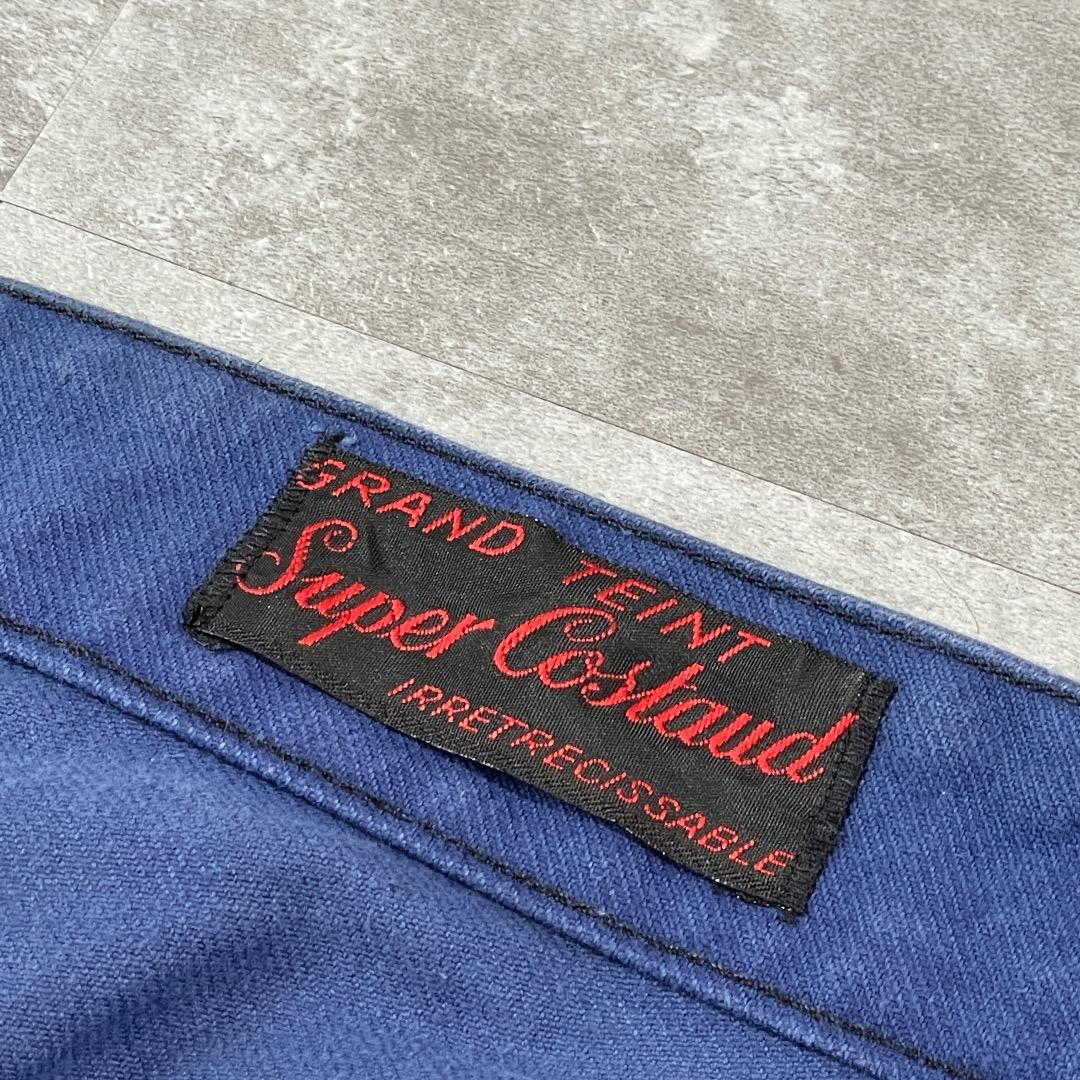 GRAND TEINT
Super Costaud
IRRETRECISSABLE